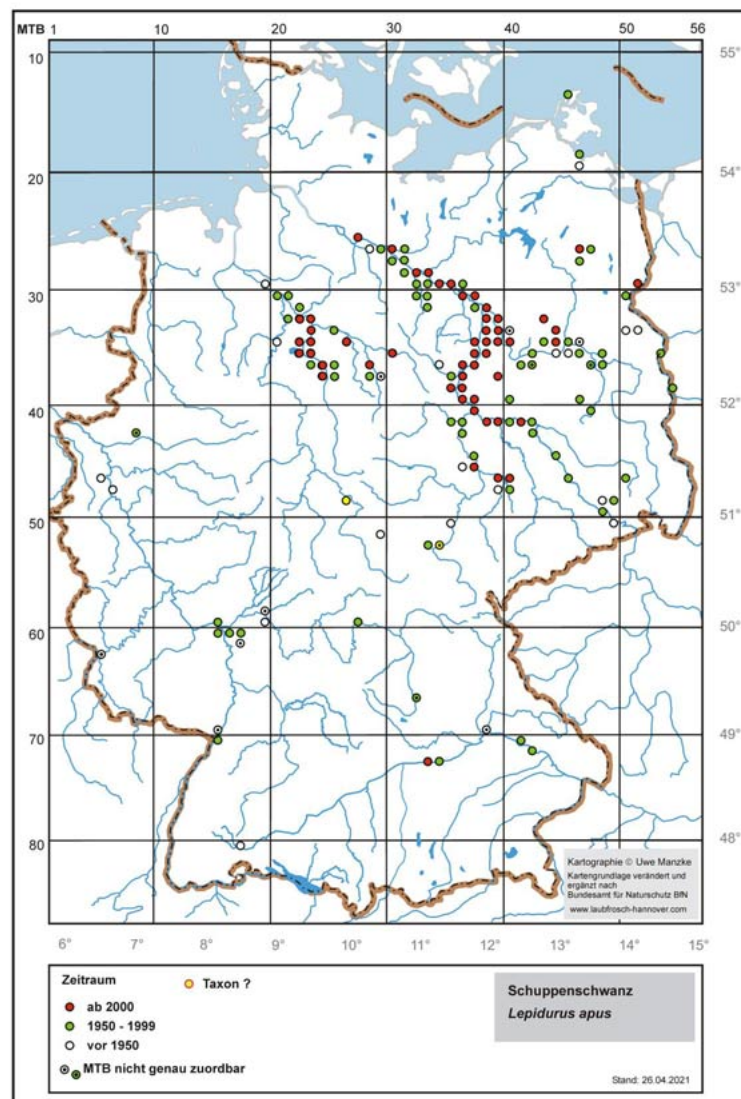 MTB 1 10 20 30 40 50 56
10
55°
54°
20
53°
30
52°
40
51°
50
50°
60
49°
70
48°
80
Kartographie © Uwe Manzke
Kartengrundlage verändert und
ergänzt nach
Bundesamt für Naturschutz BfN
www.laubfrosch-hannover.com
6° 7° 8° 9° 10° 11° 12° 13° 14° 15°
Zeitraum
Taxon ?
ab 2000
1950 - 1999
vor 1950
MTB nicht genau zuordbar
Schuppenschwanz
Lepidurus apus
Stand: 26.04.2021